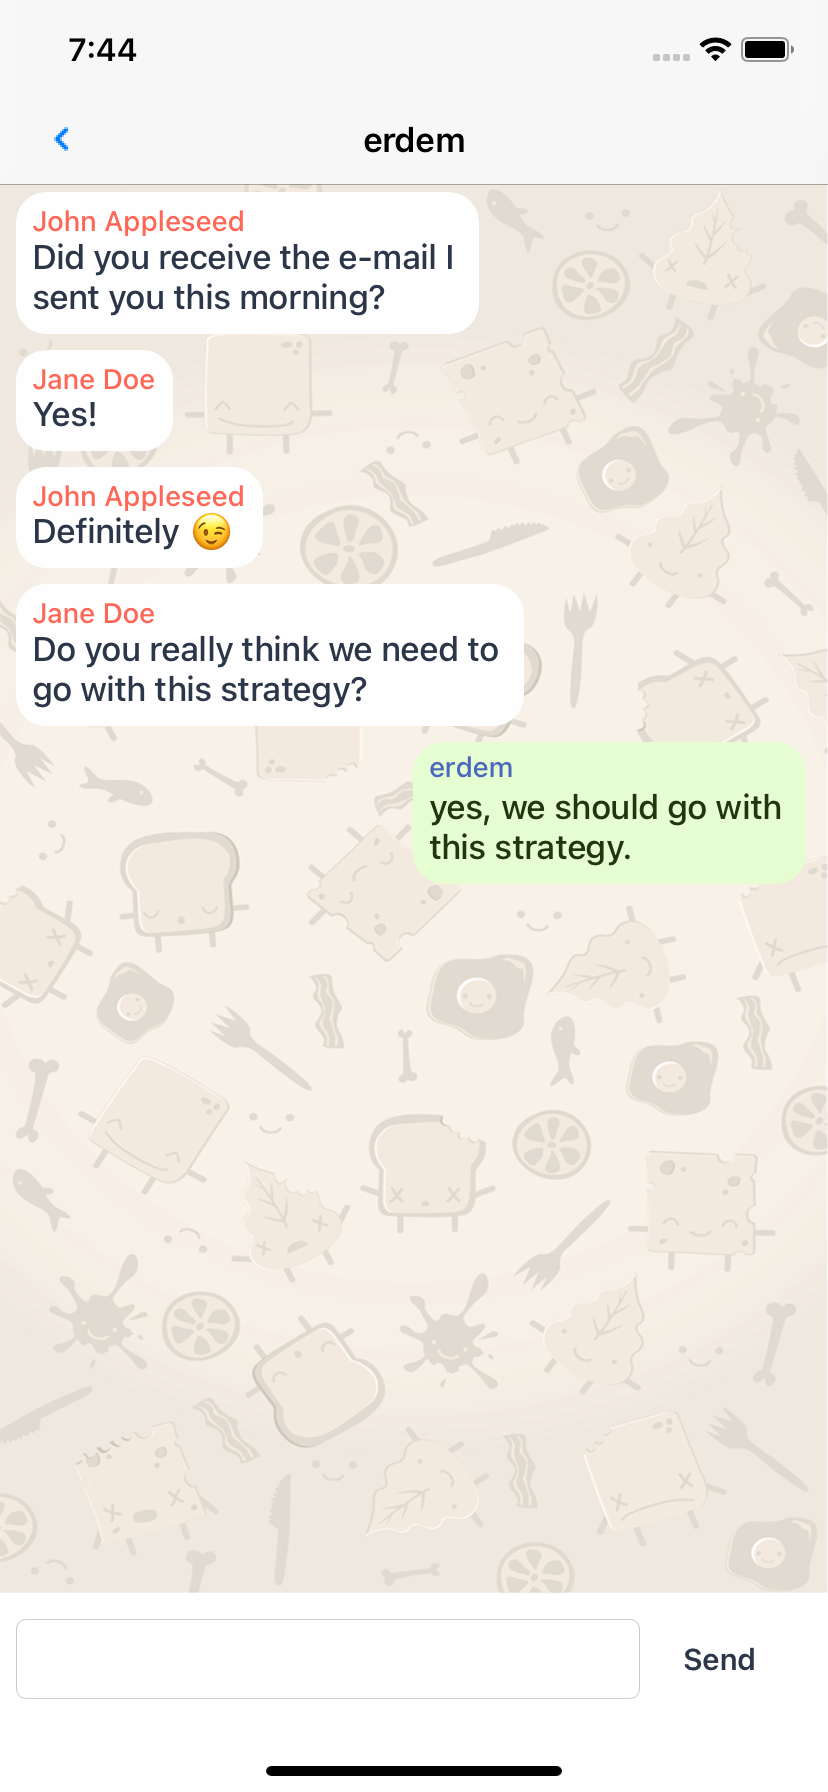 7:44
erdem
John Appleseed
Did you receive the e-mail I
sent you this morning?
Jane Doe
Yes!
John Appleseed
Definitely 😉
Jane Doe
Do you really think we need to
go with this strategy?
erdem
yes, we should go with
this strategy.
Send